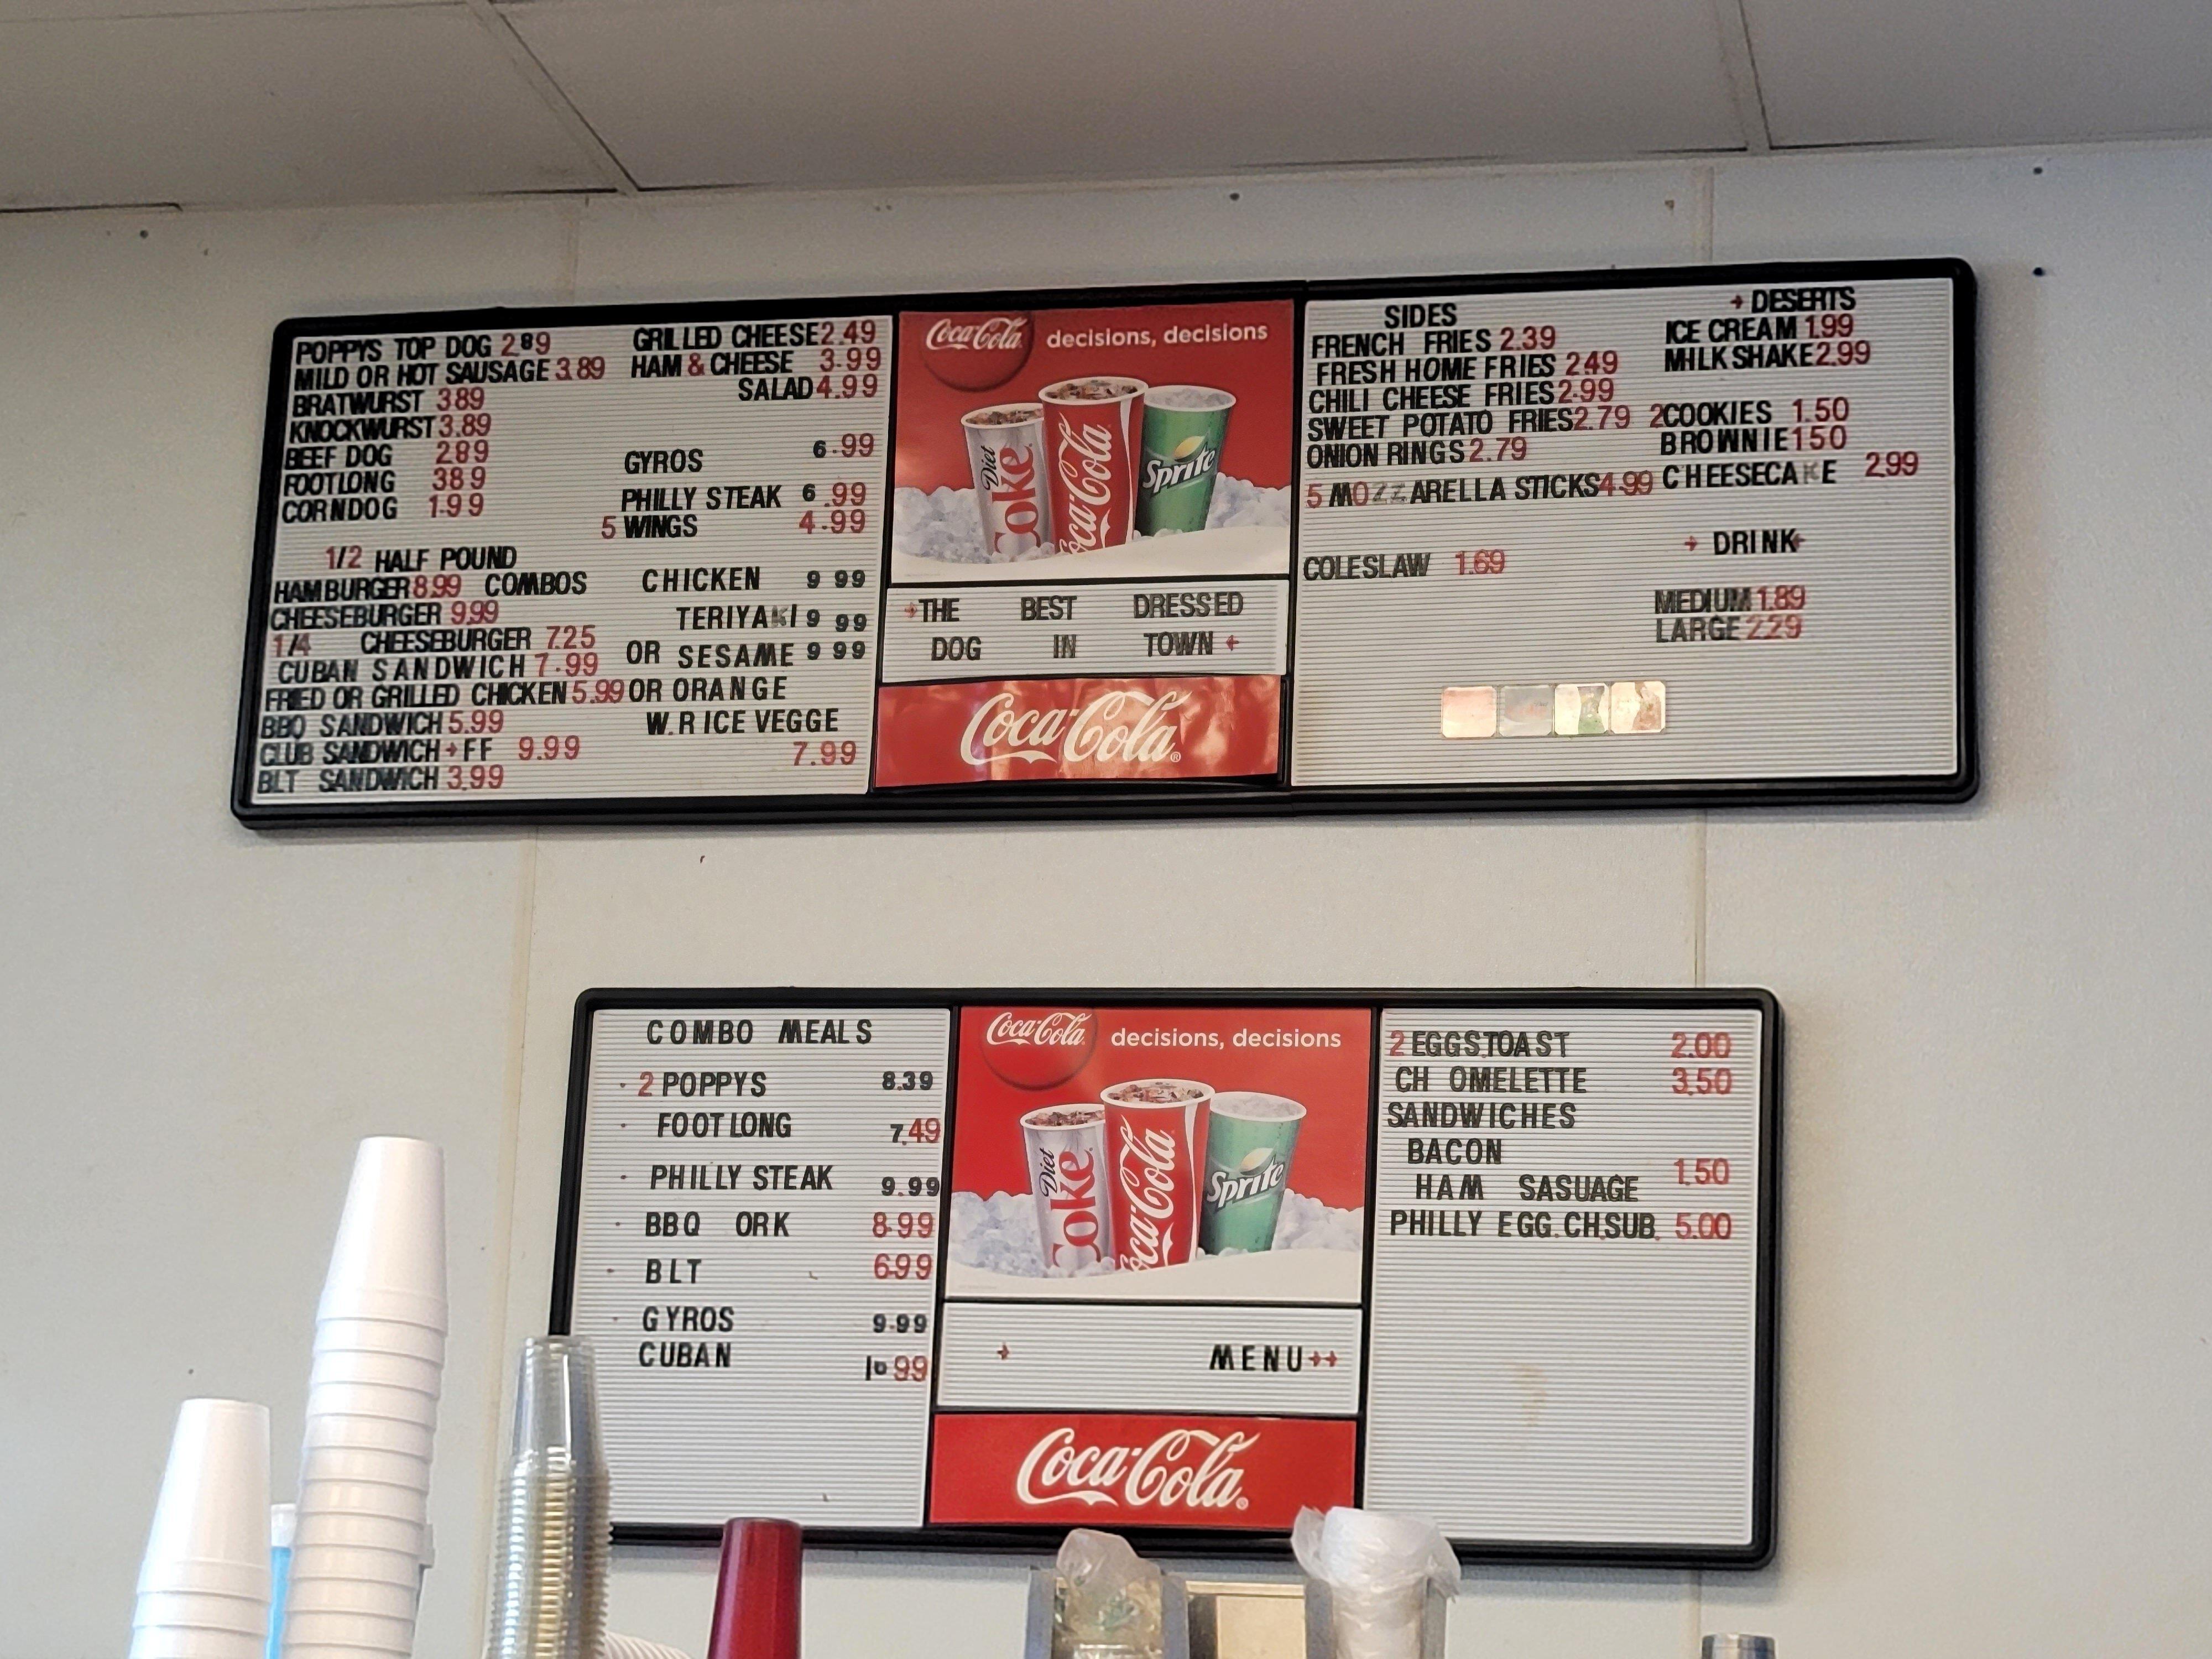 POPPYS TOP DOG 2.89
MILD OR HOT SAUSAGE 3.89
BRATWURST 389
KNOCKWURST 3.89
BEEF DOG 289
FOOTLONG 389
CORNDOG 1.99
1/2 HALF POUND
HAMBURGER 8.99 COMBOS
CHEESEBURGER 9.99
1/4 CHEESEBURGER 7.25
CUBAN SANDWICH 7.99
FRIED OR GRILLED CHICKEN 5.99
BBQ SANDWICH 5.99
CLUB SANDWICH + FF 9.99
BLT SANDWICH 3.99
GRILLED CHEESE 2.49
HAM & CHEESE 3.99
SALAD 4.99
GYROS 6.99
PHILLY STEAK 6.99
5 WINGS 4.99
CHICKEN 9 99
TERIYAKI 9 99
OR SESAME 9 99
OR ORANGE
W.RICE VEGGE
7.99
Coca-Cola decisions, decisions
Diet Coke
Coca-Cola
Sprite
THE BEST DRESSED
DOG IN TOWN
Coca-Cola
SIDES
FRENCH FRIES 2.39
FRESH HOME FRIES 2.49
CHILI CHEESE FRIES 2.99
SWEET POTATO FRIES 2.79
ONION RINGS 2.79
5 MOZZARELLA STICKS 4.99
COLESLAW 1.69
DESERTS
ICE CREAM 1.99
MILKSHAKE 2.99
2 COOKIES 1.50
BROWNIE 150
CHEESECAKE 2.99
DRINK
MEDIUM 1.89
LARGE 2.29
COMBO MEALS
2 POPPYS 8.39
FOOTLONG 7.49
PHILLY STEAK 9.99
BBQ ORK 8.99
BLT 6.99
GYROS 9.99
CUBAN 10 99
Coca-Cola decisions, decisions
Diet Coke
Coca-Cola
Sprite
MENU
Coca-Cola
2 EGGS.TOAST 2.00
CH OMELETTE 3.50
SANDWICHES
BACON
1.50
HAM SASUAGE
PHILLY EGG.CH.SUB. 5.00